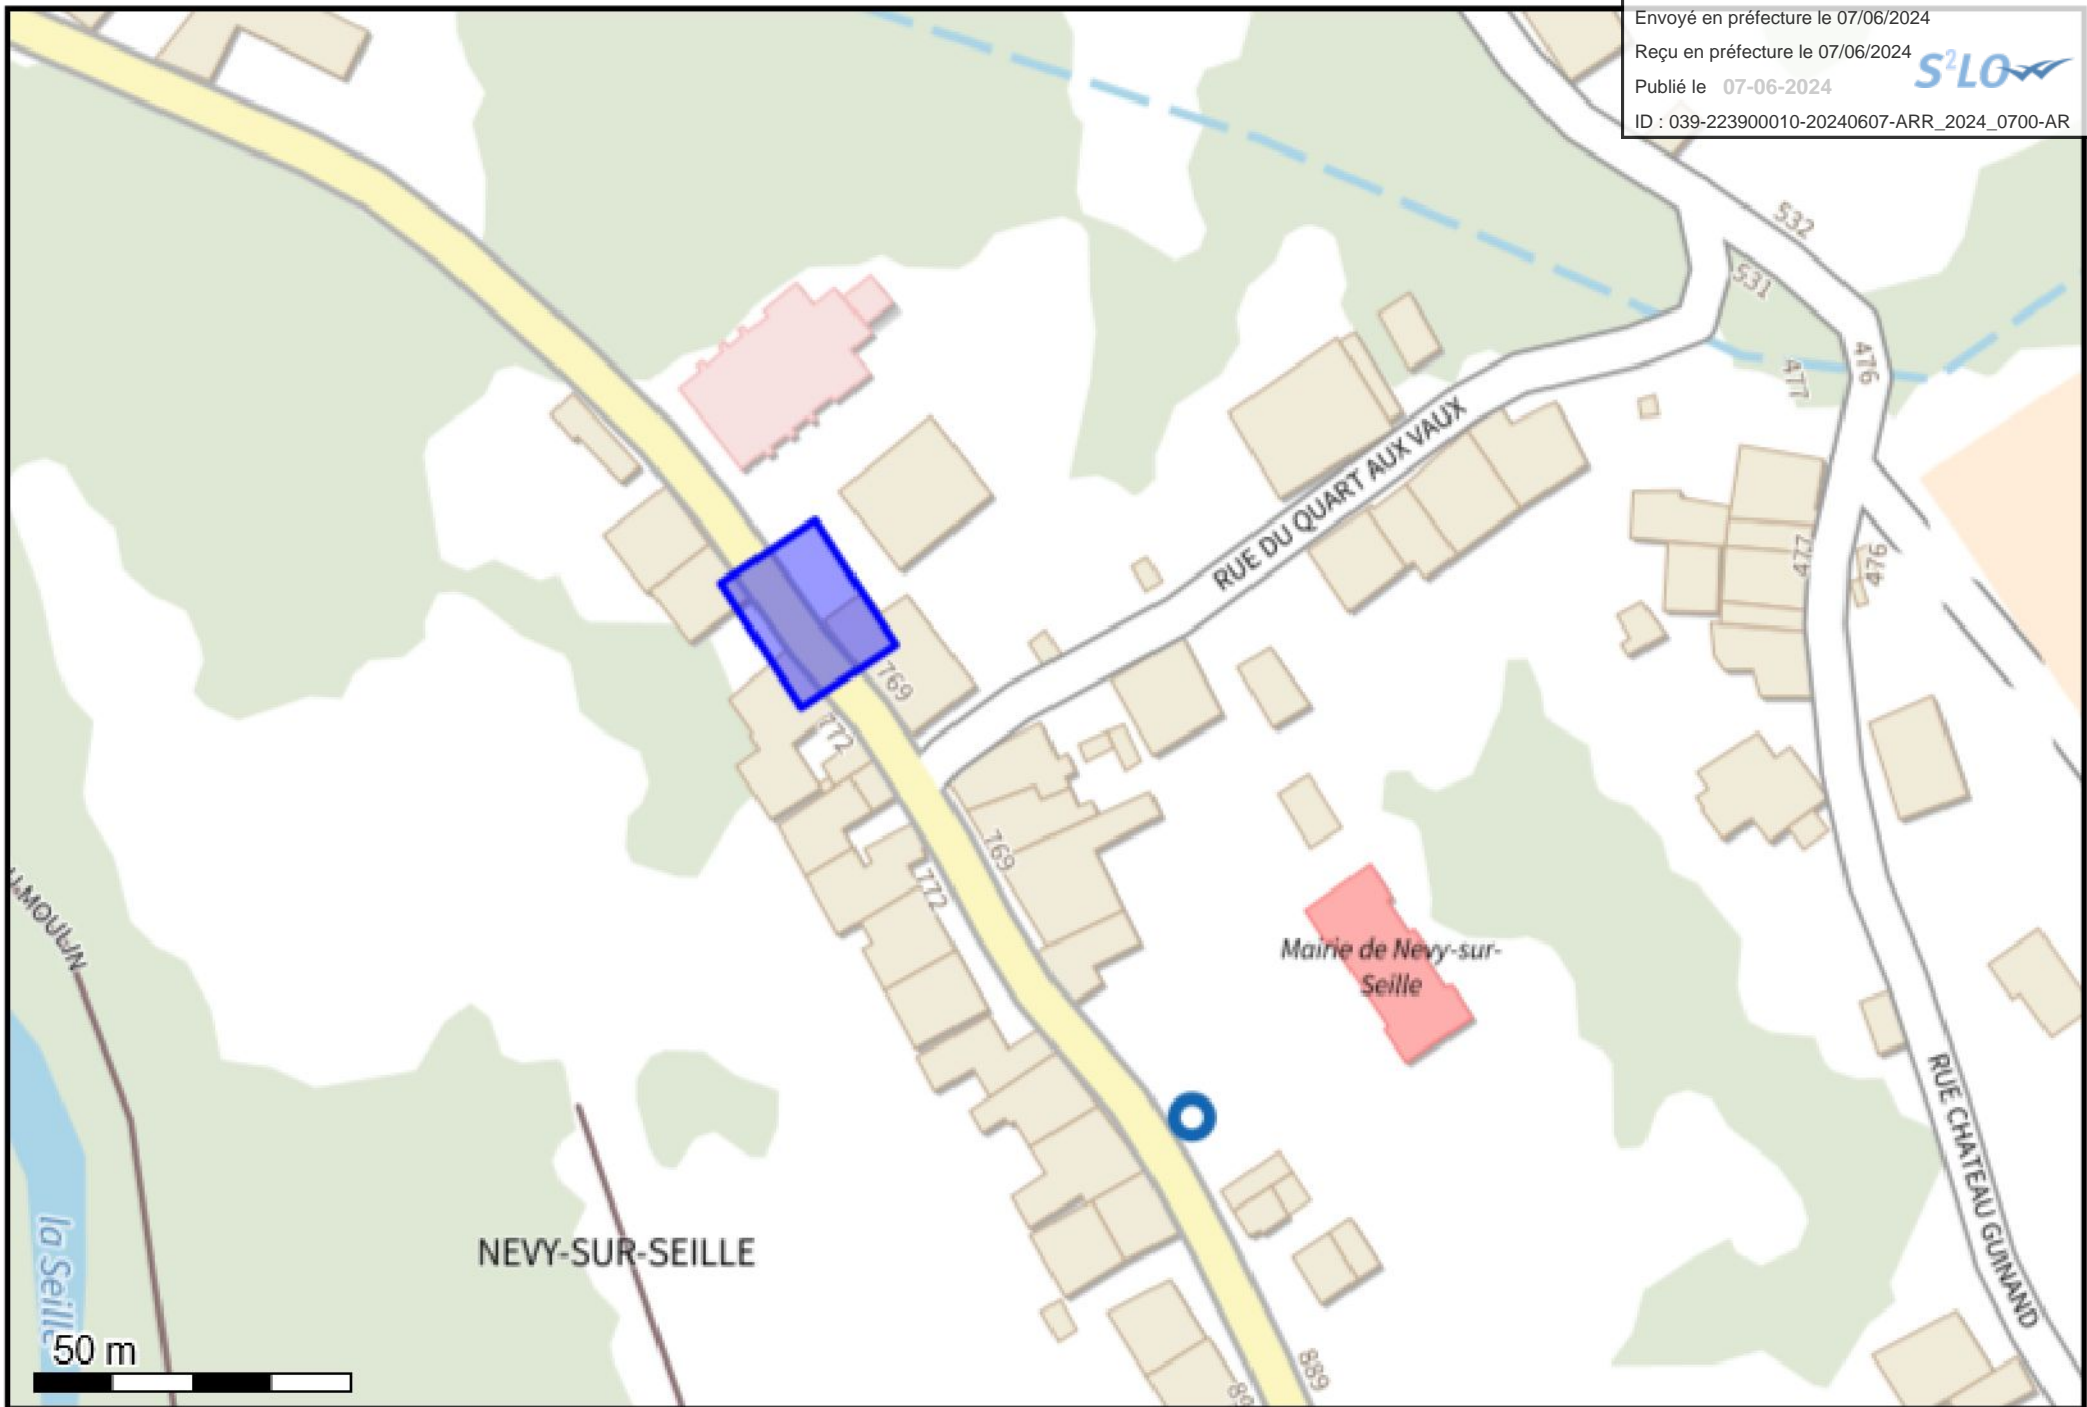 Envoyé en préfecture le 07/06/2024
Reçu en préfecture le 07/06/2024
Publié le 07-06-2024
S²LO
ID : 039-223900010-20240607-ARR_2024_0700-AR
532
531
476
477
RUE DU QUART AUX VAUX
477
476
769
772
769
772
MOULIN
Mairie de Nevy-sur-
Seille
RUE CHATEAU GUINAND
la Seille
NEVY-SUR-SEILLE
50 m
889